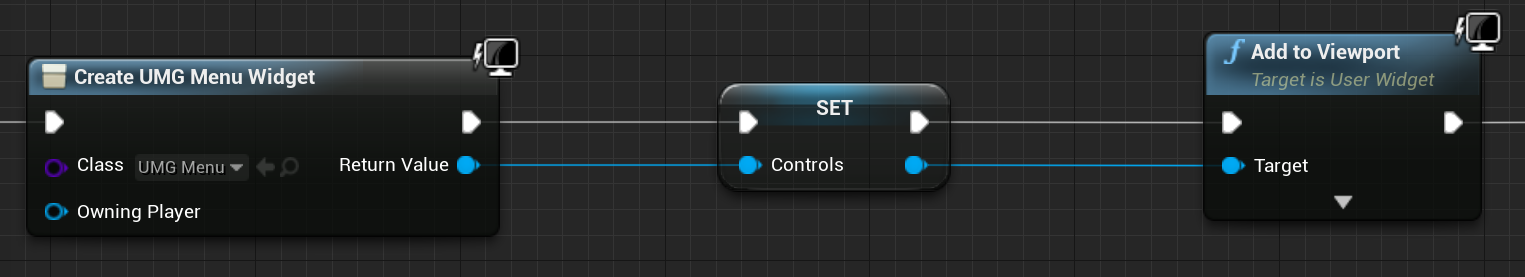 Create UMG Menu Widget
Class UMG Menu Return Value
Owning Player
SET
Controls
f Add to Viewport
Target is User Widget
Target